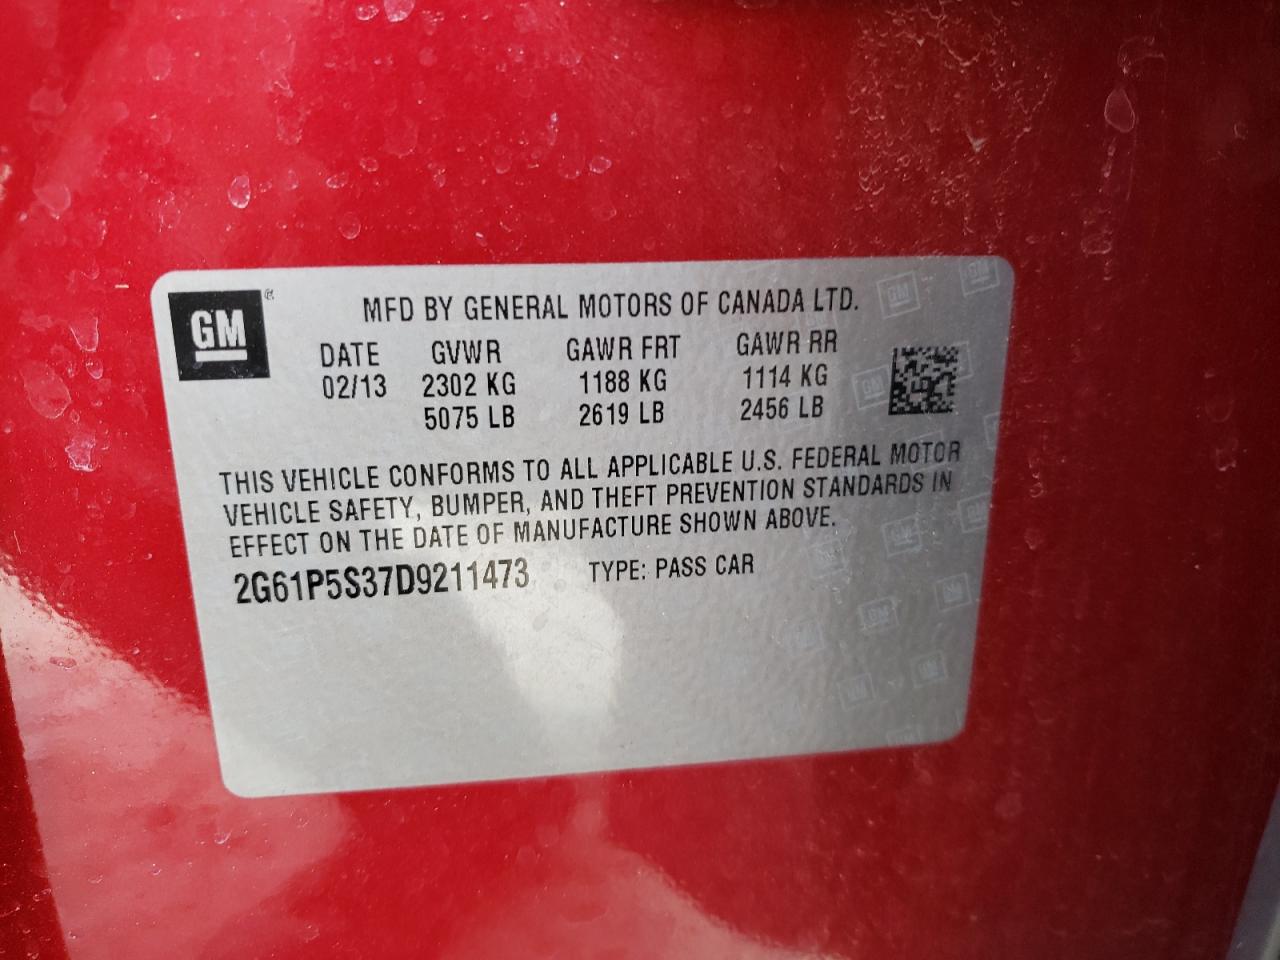 GM
MFD BY GENERAL MOTORS OF CANADA LTD.
DATE GVWR GAWR FRT GAWR RR
02/13 2302 KG 1188 KG 1114 KG
5075 LB 2619 LB 2456 LB
THIS VEHICLE CONFORMS TO ALL APPLICABLE U.S. FEDERAL MOTOR
VEHICLE SAFETY, BUMPER, AND THEFT PREVENTION STANDARDS IN
EFFECT ON THE DATE OF MANUFACTURE SHOWN ABOVE.
2G61P5S37D9211473 TYPE: PASS CAR